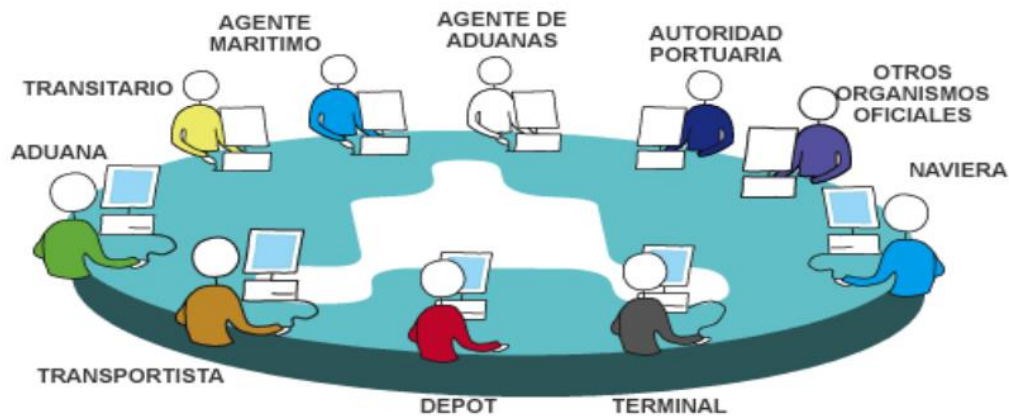 AGENTE
MARITIMO
AGENTE DE
ADUANAS
AUTORIDAD
PORTUARIA
TRANSITARIO
OTROS
ORGANISMOS
OFICIALES
ADUANA
NAVIERA
TRANSPORTISTA
DEPOT
TERMINAL